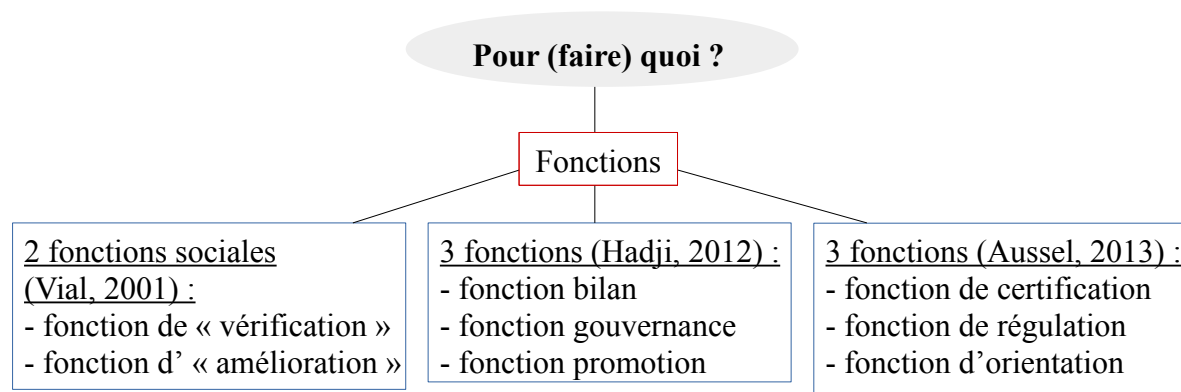 Pour (faire) quoi ?
Fonctions
2 fonctions sociales
(Vial, 2001) :
- fonction de « vérification »
- fonction d’ « amélioration »
3 fonctions (Hadji, 2012) :
- fonction bilan
- fonction gouvernance
- fonction promotion
3 fonctions (Aussel, 2013) :
- fonction de certification
- fonction de régulation
- fonction d’orientation